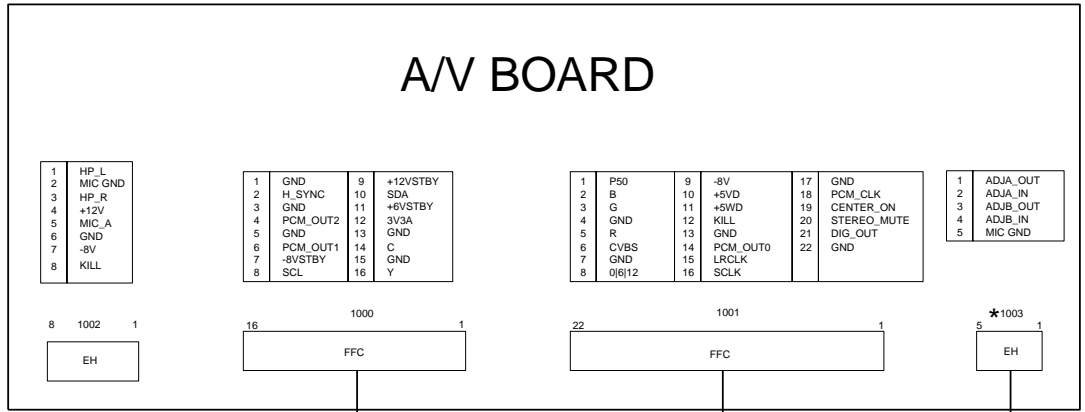 A/V BOARD
1 HP_L
2 MIC GND
3 HP_R
4 +12V
5 MIC_A
6 GND
7 -8V
8 KILL
1 GND 9 +12VSTBY
2 H_SYNC 10 SDA
3 GND 11 +6VSTBY
4 PCM_OUT2 12 3V3A
5 GND 13 GND
6 PCM_OUT1 14 C
7 -8VSTBY 15 GND
8 SCL 16 Y
1 P50 9 -8V 17 GND
2 B 10 +5VD 18 PCM_CLK
3 G 11 +5WD 19 CENTER_ON
4 GND 12 KILL 20 STEREO_MUTE
5 R 13 GND 21 DIG_OUT
6 CVBS 14 PCM_OUT0 22 GND
7 GND 15 LRCLK
8 0|6|12 16 SCLK
1 ADJA_OUT
2 ADJA_IN
3 ADJB_OUT
4 ADJB_IN
5 MIC GND
8 1002 1
EH
1000
16 1
FFC
1001
22 1
FFC
*1003
5 1
EH